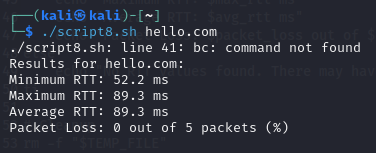 ┌──(kali㉿kali)-[~]
└─$ ./script8.sh hello.com
./script8.sh: line 41: bc: command not found
Results for hello.com:
Minimum RTT: 52.2 ms
Maximum RTT: 89.3 ms
Average RTT: 89.3 ms
Packet Loss: 0 out of 5 packets (%)